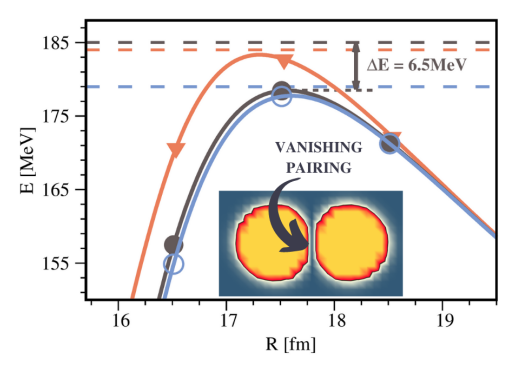 185
175
165
155
E [MeV]
ΔE = 6.5MeV
VANISHING
PAIRING
16
17
18
19
R [fm]